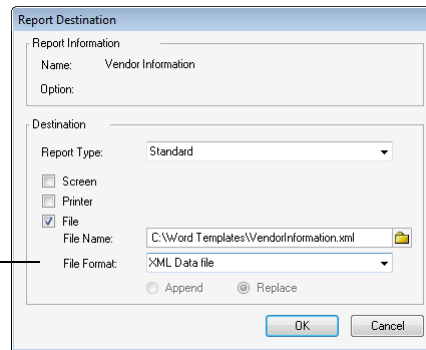 Report Destination
Report Information
Name: Vendor Information
Option:
Destination
Report Type: Standard
Screen
Printer
File
File Name: C:\Word Templates\VendorInformation.xml
File Format: XML Data file
Append Replace
OK Cancel